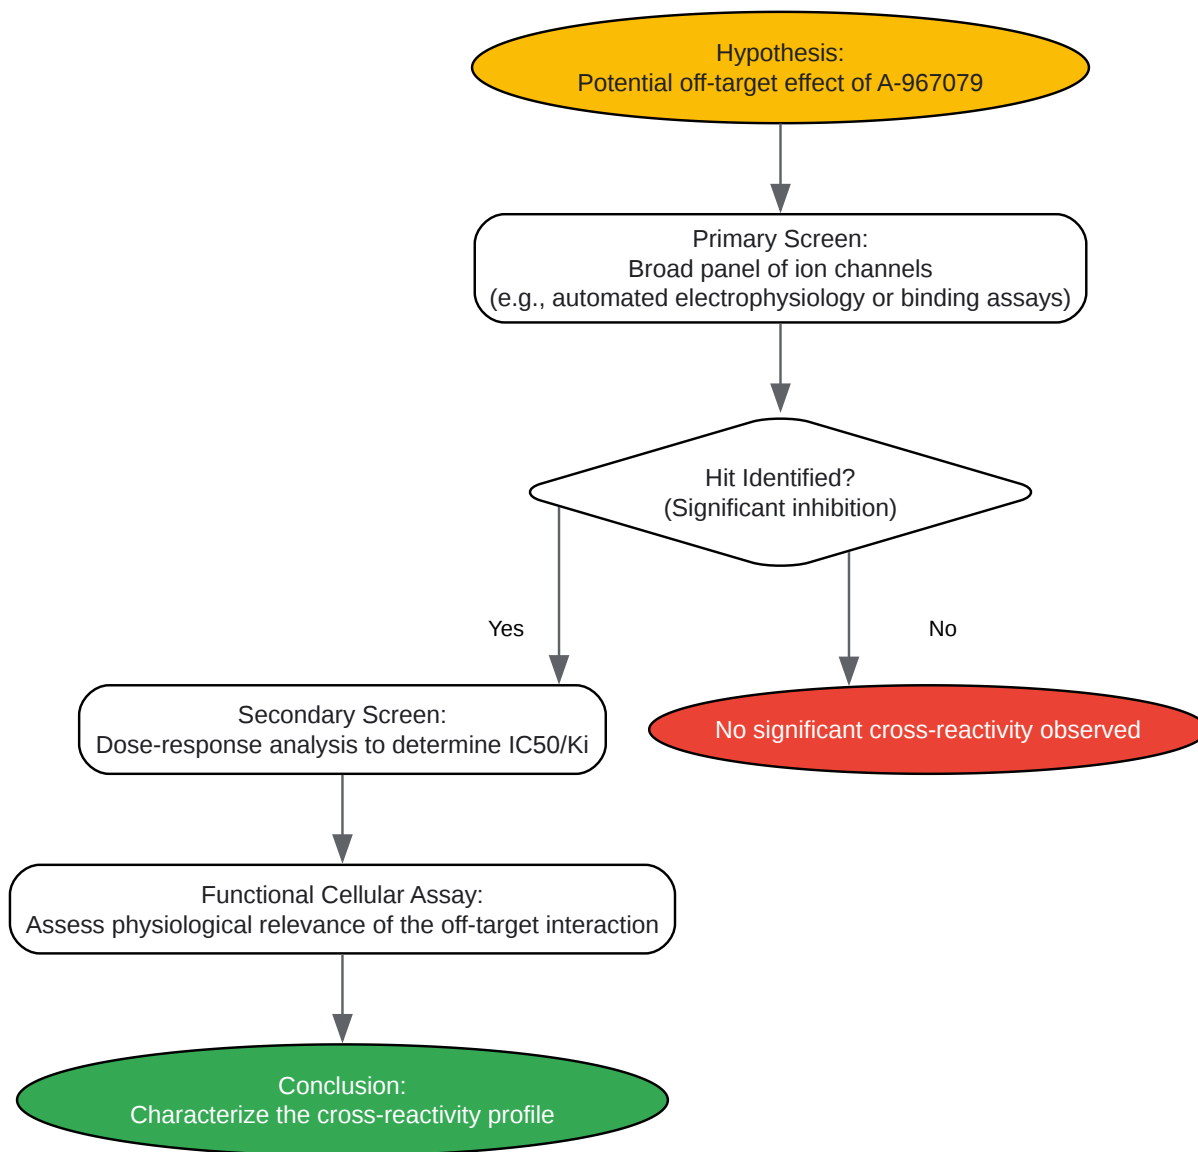 Hypothesis:
Potential off-target effect of A-967079
Primary Screen:
Broad panel of ion channels
(e.g., automated electrophysiology or binding assays)
Hit Identified?
(Significant inhibition)
Yes
No
Secondary Screen:
Dose-response analysis to determine IC50/Ki
No significant cross-reactivity observed
Functional Cellular Assay:
Assess physiological relevance of the off-target interaction
Conclusion:
Characterize the cross-reactivity profile